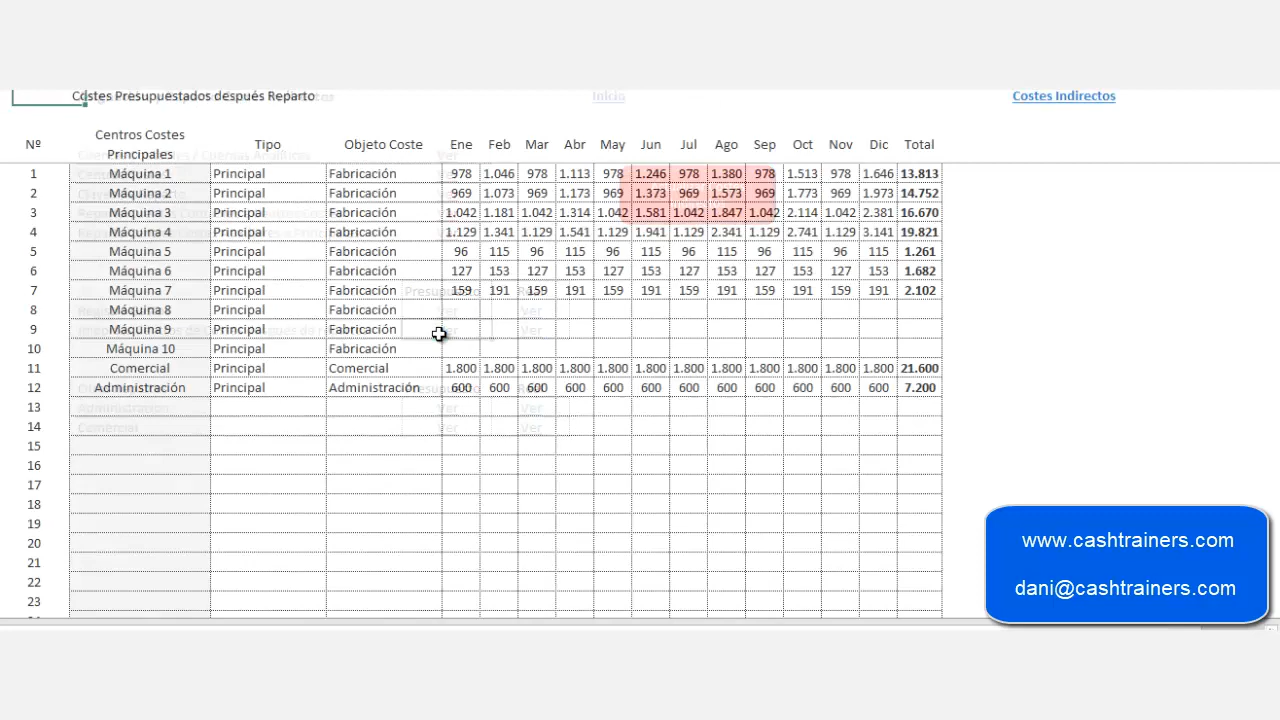 Costes Presupuestados después Reparto Inicio Costes Indirectos
Nº Centros Costes Principales Tipo Objeto Coste Ene Feb Mar Abr May Jun Jul Ago Sep Oct Nov Dic Total
1 Máquina 1 Principal Fabricación 978 1.046 978 1.113 978 1.246 978 1.380 978 1.513 978 1.646 13.813
2 Máquina 2 Principal Fabricación 969 1.073 969 1.173 969 1.373 969 1.573 969 1.773 969 1.973 14.752
3 Máquina 3 Principal Fabricación 1.042 1.181 1.042 1.314 1.042 1.581 1.042 1.847 1.042 2.114 1.042 2.381 16.670
4 Máquina 4 Principal Fabricación 1.129 1.341 1.129 1.541 1.129 1.941 1.129 2.341 1.129 2.741 1.129 3.141 19.821
5 Máquina 5 Principal Fabricación 96 115 96 115 96 115 96 115 96 115 96 115 1.261
6 Máquina 6 Principal Fabricación 127 153 127 153 127 153 127 153 127 153 127 153 1.682
7 Máquina 7 Principal Fabricación 159 191 159 191 159 191 159 191 159 191 159 191 2.102
8 Máquina 8 Principal Fabricación
9 Máquina 9 Principal Fabricación
10 Máquina 10 Principal Fabricación
11 Comercial Principal Comercial 1.800 1.800 1.800 1.800 1.800 1.800 1.800 1.800 1.800 1.800 1.800 1.800 21.600
12 Administración Principal Administración 600 600 600 600 600 600 600 600 600 600 600 600 7.200
13
14
15
16
17
18
19
20
21
22
23
www.cashtrainers.com
dani@cashtrainers.com